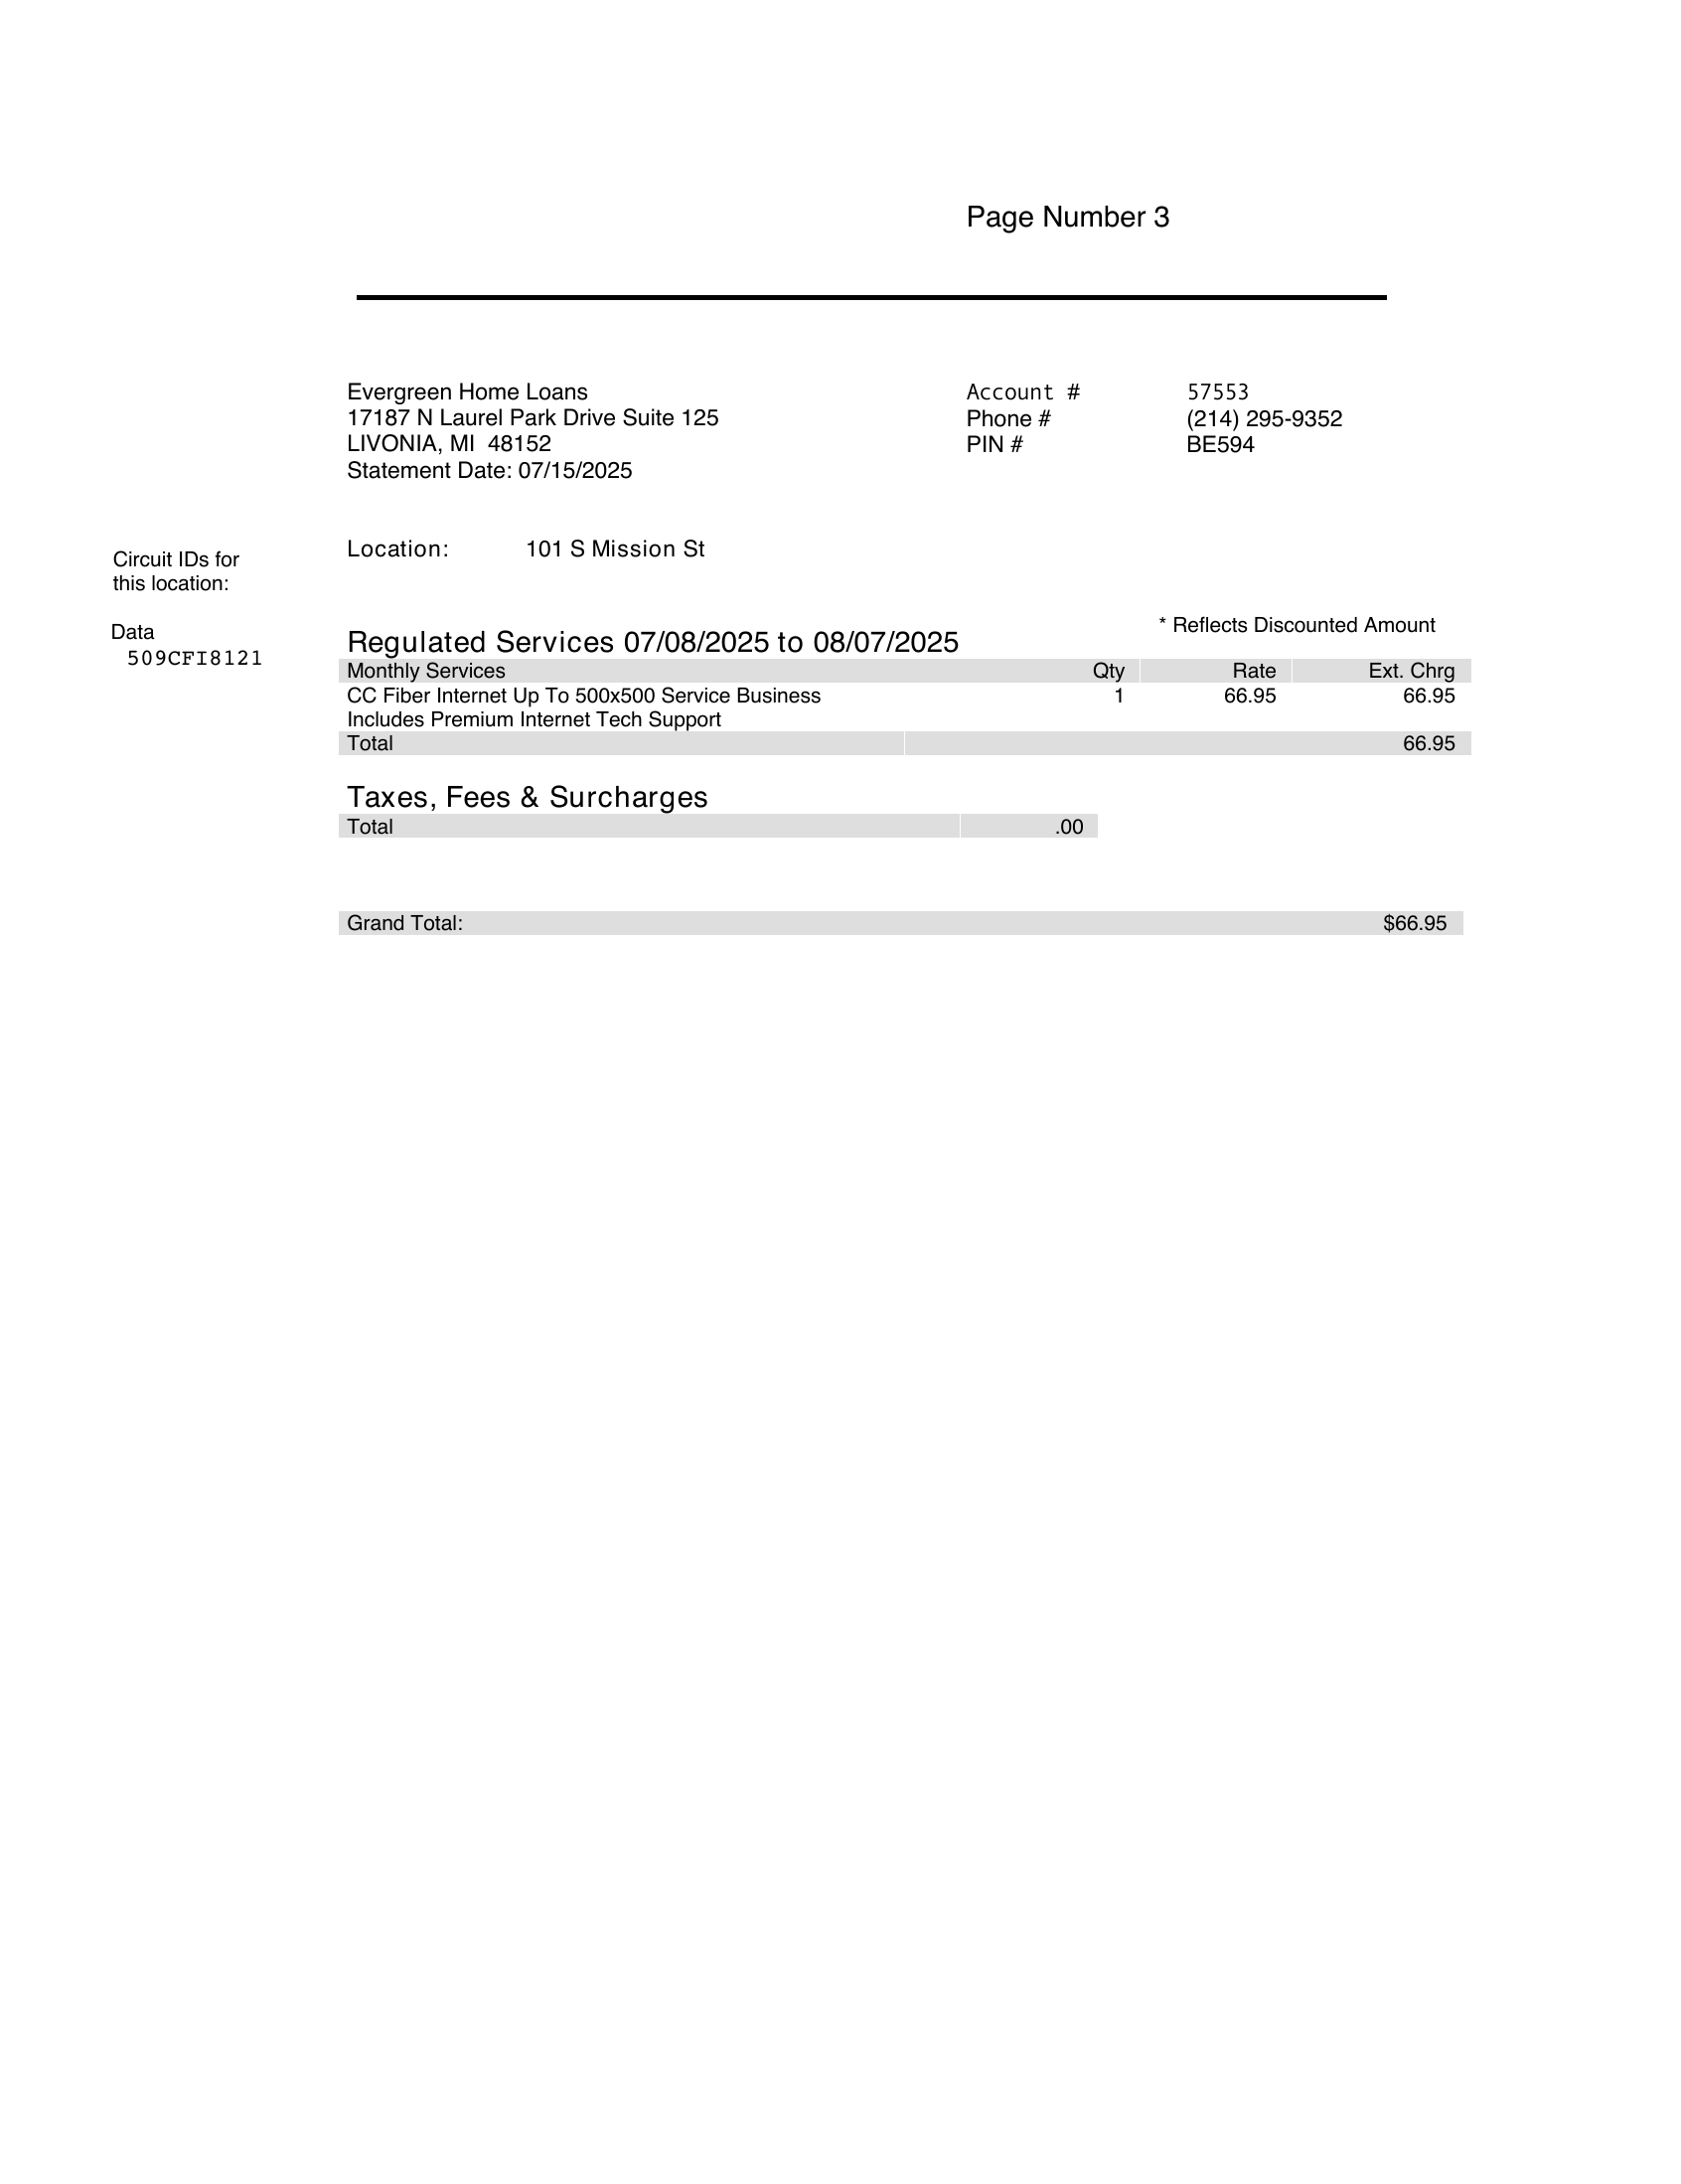 Page Number 3
Evergreen Home Loans
17187 N Laurel Park Drive Suite 125
LIVONIA, MI  48152
Statement Date: 07/15/2025
Account # 57553
Phone # (214) 295-9352
PIN # BE594
Circuit IDs for
this location:
Data
509CFI8121
Location: 101 S Mission St
* Reflects Discounted Amount
Regulated Services 07/08/2025 to 08/07/2025
Monthly Services Qty Rate Ext. Chrg
CC Fiber Internet Up To 500x500 Service Business 1 66.95 66.95
Includes Premium Internet Tech Support
Total 66.95
Taxes, Fees & Surcharges
Total .00
Grand Total: $66.95